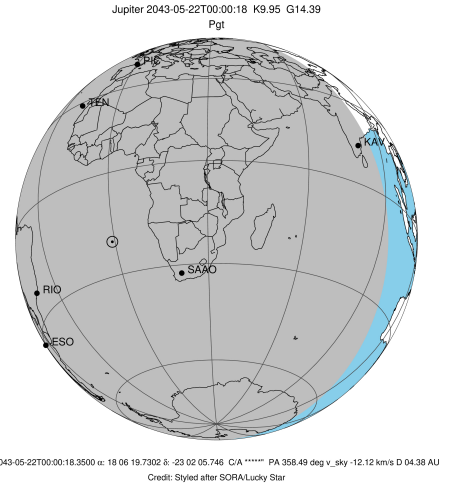 Jupiter 2043-05-22T00:00:18 K9.95 G14.39
Pgt
PIC
TEN
KAV
SAAO
RIO
ESO
043-05-22T00:00:18.3500 α: 18 06 19.7302 δ: -23 02 05.746 C/A *****" PA 358.49 deg v_sky -12.12 km/s D 04.38 AU
Credit: Styled after SORA/Lucky Star